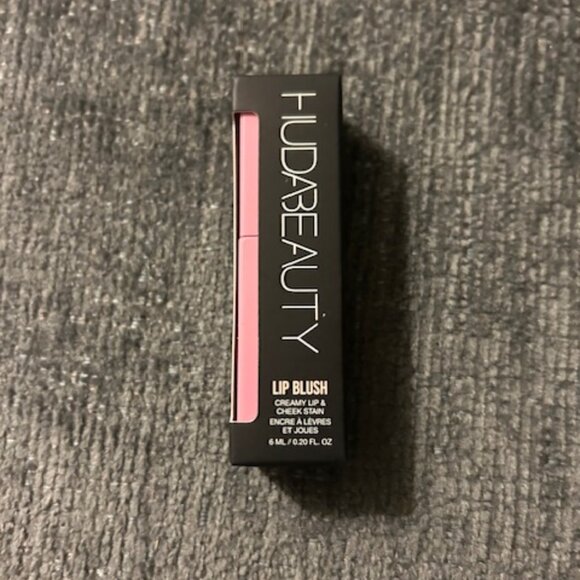 HUDABEAUTY
LIP BLUSH
CREAMY LIP &
CHEEK STAIN
ENCRE À LÈVRES
ET JOUES
6 ML / 0.20 FL. OZ